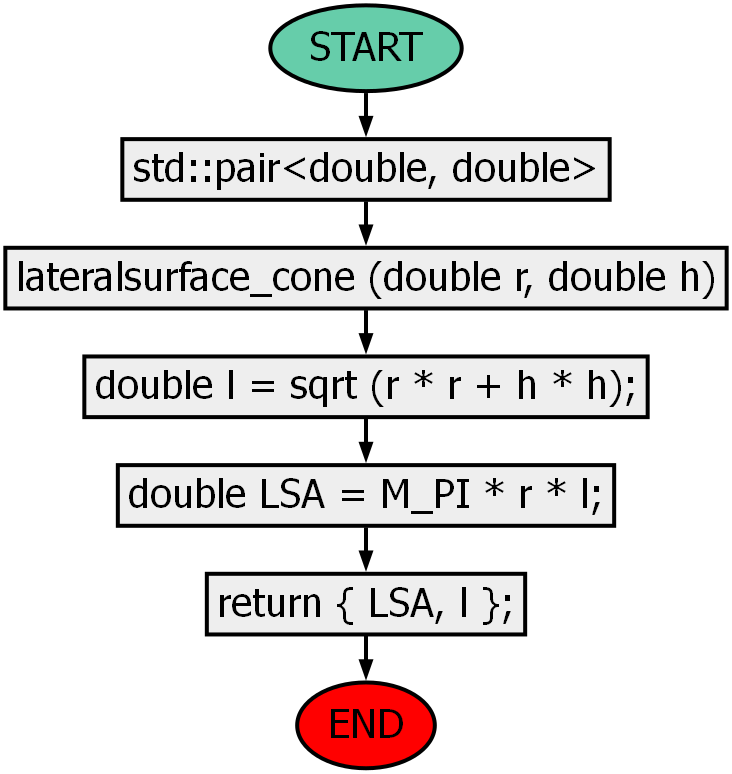 START
std::pair<double, double>
lateralsurface_cone (double r, double h)
double l = sqrt (r * r + h * h);
double LSA = M_PI * r * l;
return { LSA, l };
END